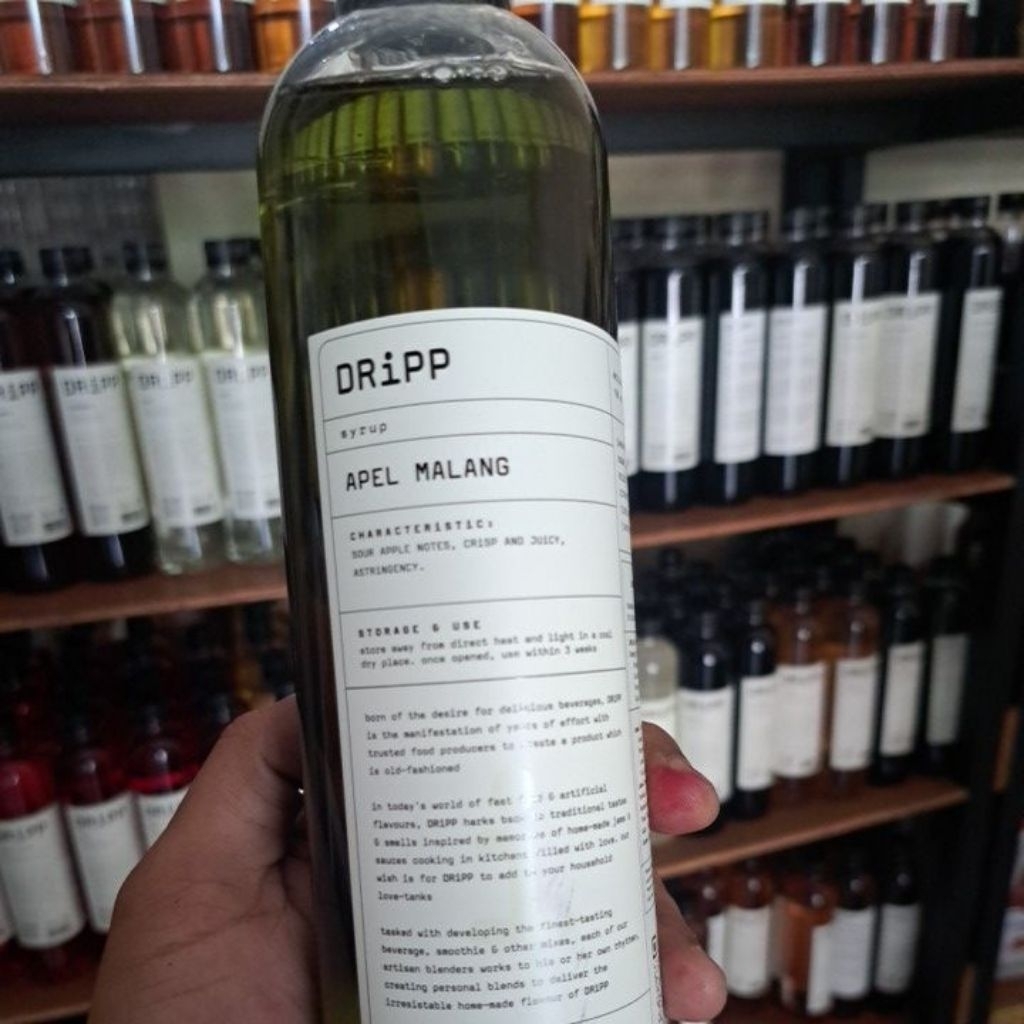 DRiPP
syrup
APEL MALANG
CHARACTERISTIC:
SOUR APPLE NOTES, CRISP AND JUICY,
ASTRINGENCY.
STORAGE & USE
store away from direct heat and light in a cool
dry place. once opened, use within 3 weeks
born of the desire for delicious beverages, DRiPP
is the manifestation of years of effort with
trusted food producers to create a product which
is old-fashioned
in today's world of fast & artificial
flavours, DRiPP harks back to traditional tastes
& smells inspired by memories of home-made jams &
sauces cooking in kitchens filled with love. our
wish is for DRiPP to add to your household
love-tanks
tasked with developing the finest-tasting
beverage, smoothie & other mixes, each of our
artisan blenders works to his or her own rhythm,
creating personal blends to deliver the
irresistable home-made flavour of DRiPP
DRiPP
DRiPP
DRiPP
DRiPP
DRiPP
DRiPP